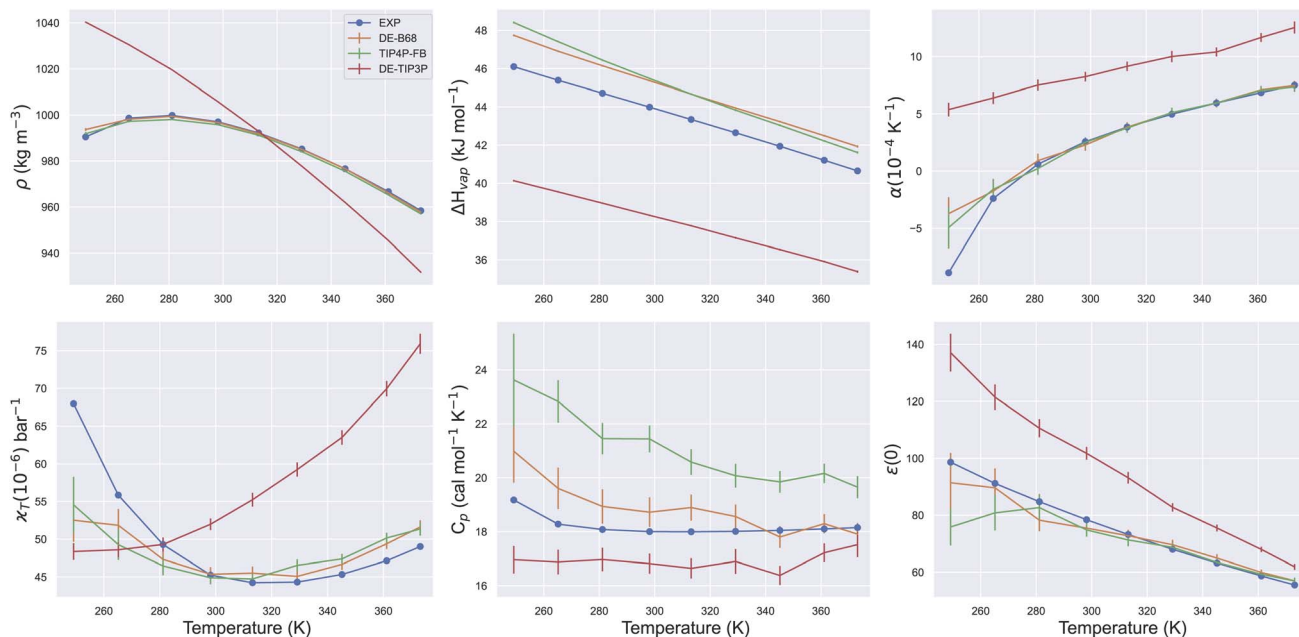 1040
1020
1000
980
960
940
ρ (kg m⁻³)
EXP
DE-B68
TIP4P-FB
DE-TIP3P
260 280 300 320 340 360
48
46
44
42
40
38
36
ΔH_vap (kJ mol⁻¹)
260 280 300 320 340 360
10
5
0
−5
α(10⁻⁴ K⁻¹)
260 280 300 320 340 360
75
70
65
60
55
50
45
ϰ_T(10⁻⁶) bar⁻¹
260 280 300 320 340 360
Temperature (K)
24
22
20
18
16
C_p (cal mol⁻¹ K⁻¹)
260 280 300 320 340 360
Temperature (K)
140
120
100
80
60
ε(0)
260 280 300 320 340 360
Temperature (K)